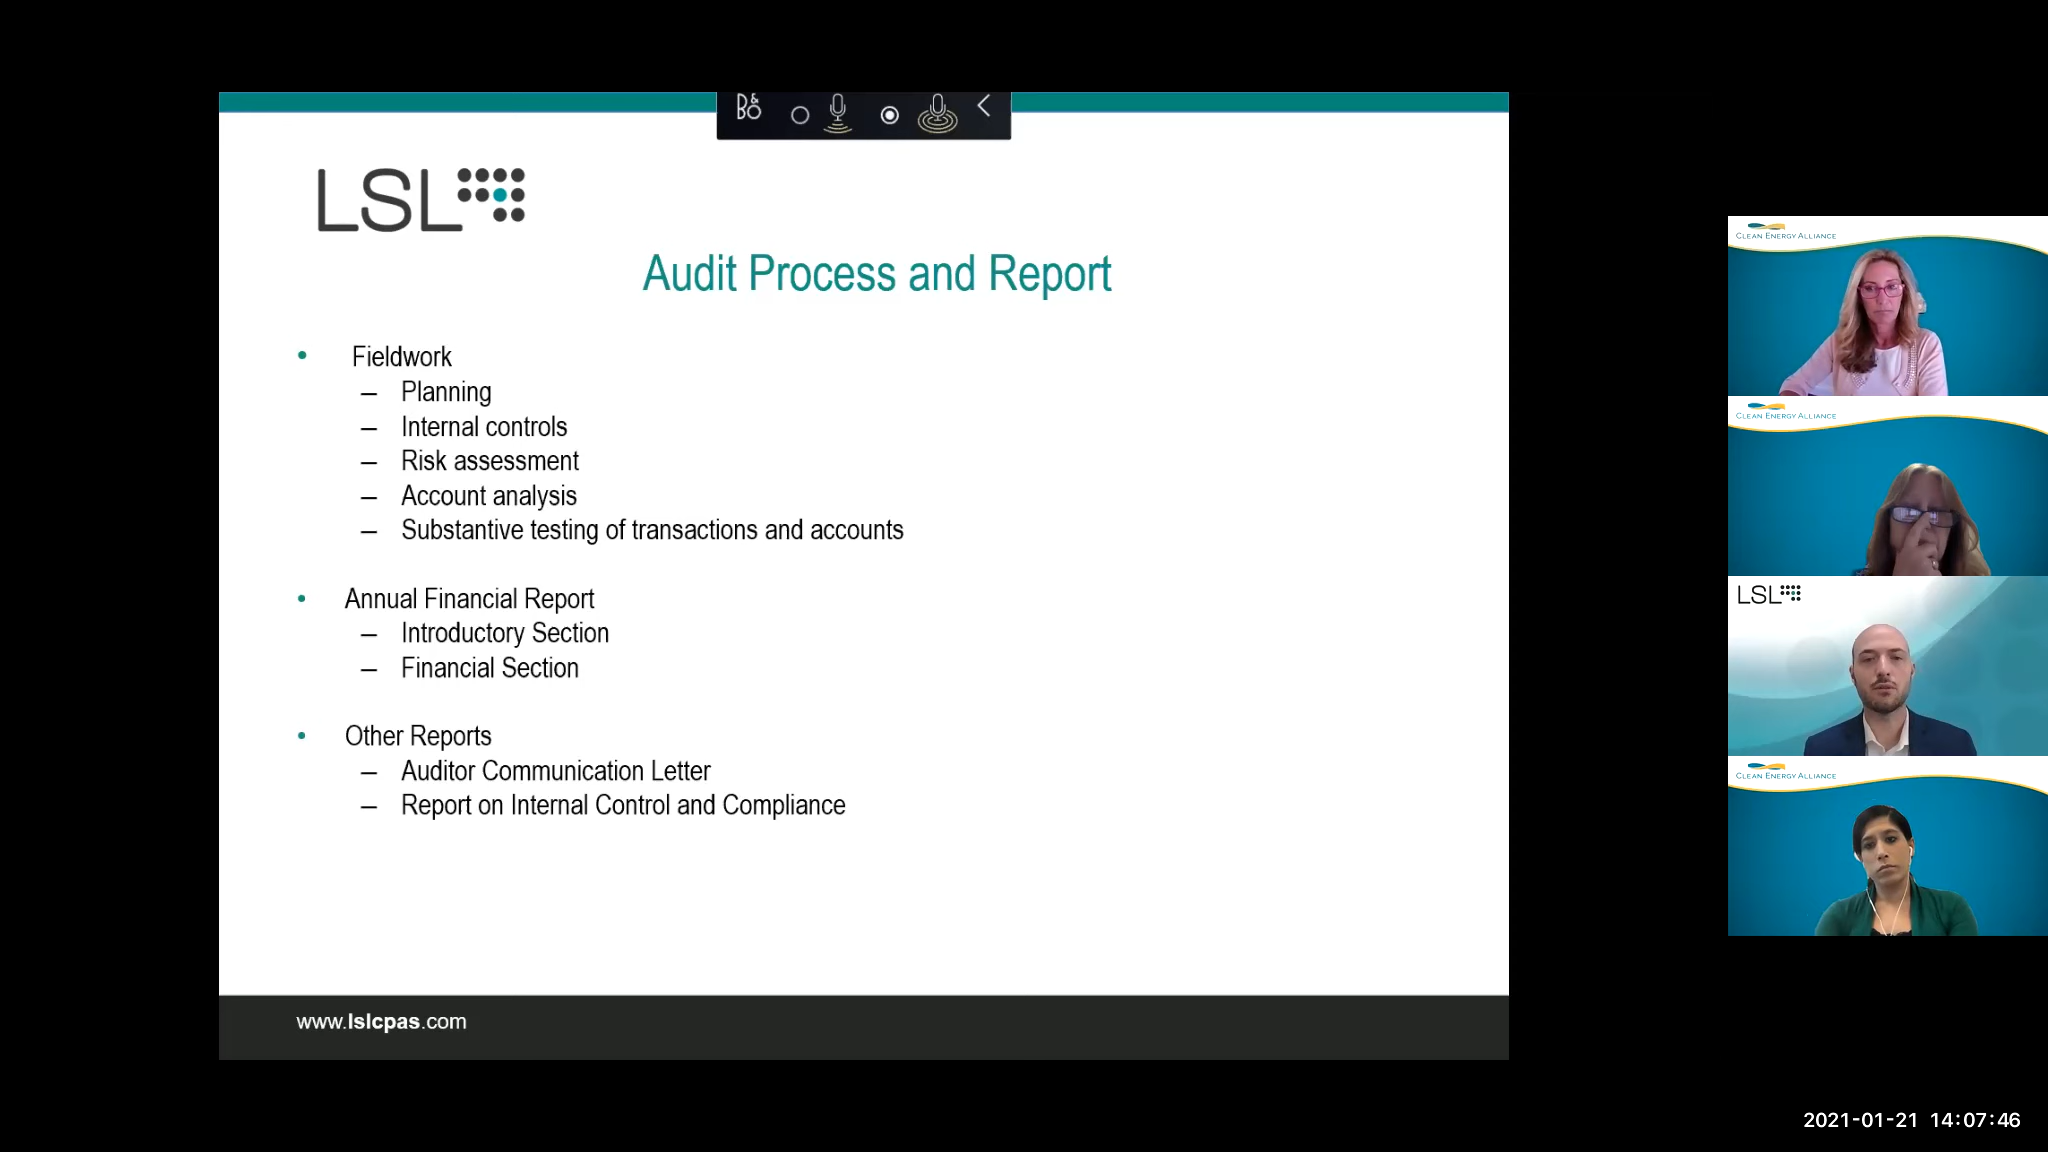 B&O
LSL
Audit Process and Report
• Fieldwork
– Planning
– Internal controls
– Risk assessment
– Account analysis
– Substantive testing of transactions and accounts
• Annual Financial Report
– Introductory Section
– Financial Section
• Other Reports
– Auditor Communication Letter
– Report on Internal Control and Compliance
www.lslcpas.com
CLEAN ENERGY ALLIANCE
CLEAN ENERGY ALLIANCE
LSL
CLEAN ENERGY ALLIANCE
2021-01-21 14:07:46